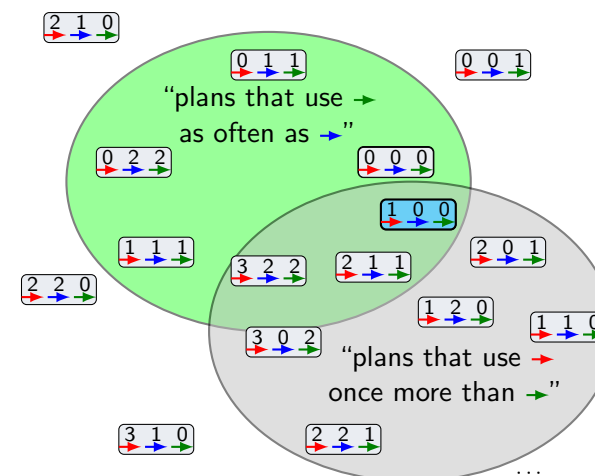 2 1 0
0 1 1
0 0 1
“plans that use →
as often as →”
0 2 2
0 0 0
1 0 0
1 1 1
3 2 2
2 1 1
2 0 1
2 2 0
1 2 0
1 1 0
3 0 2
“plans that use →
once more than →”
3 1 0
2 2 1
...